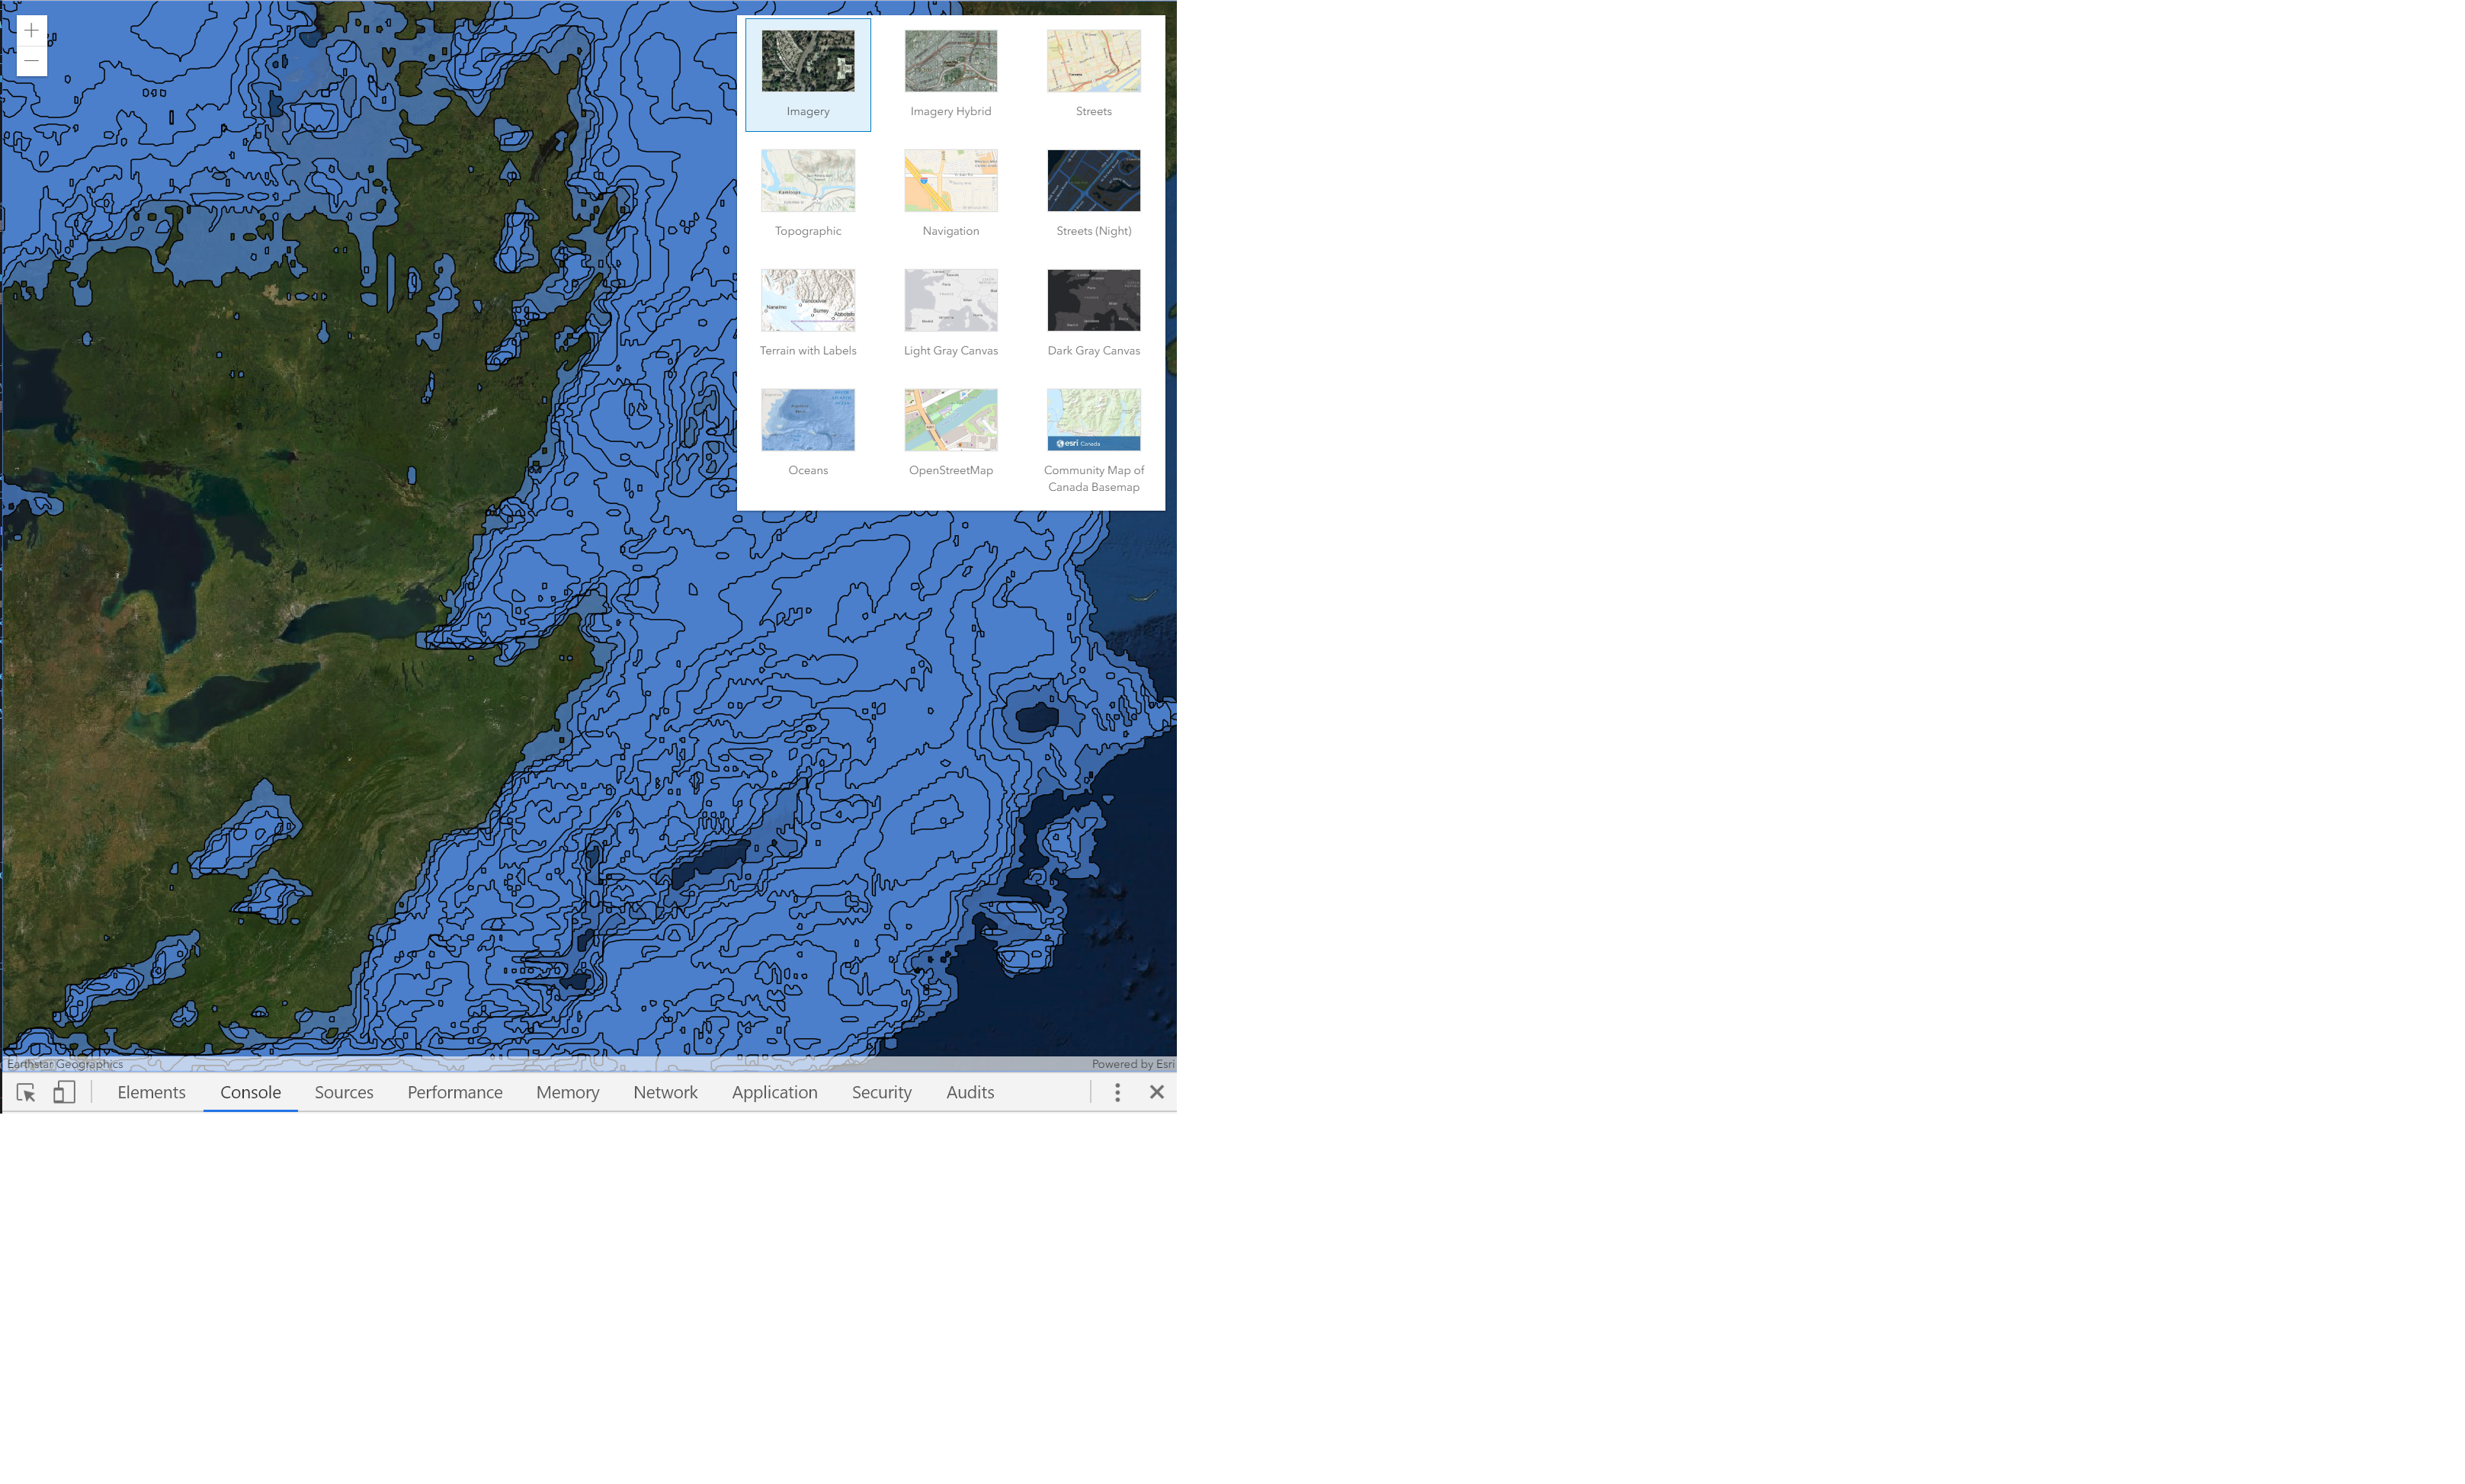 Imagery
Imagery Hybrid
Streets
Topographic
Navigation
Streets (Night)
Terrain with Labels
Light Gray Canvas
Dark Gray Canvas
Oceans
OpenStreetMap
esri Canada
Community Map of
Canada Basemap
Earthstar Geographics
Powered by Esri
Elements
Console
Sources
Performance
Memory
Network
Application
Security
Audits